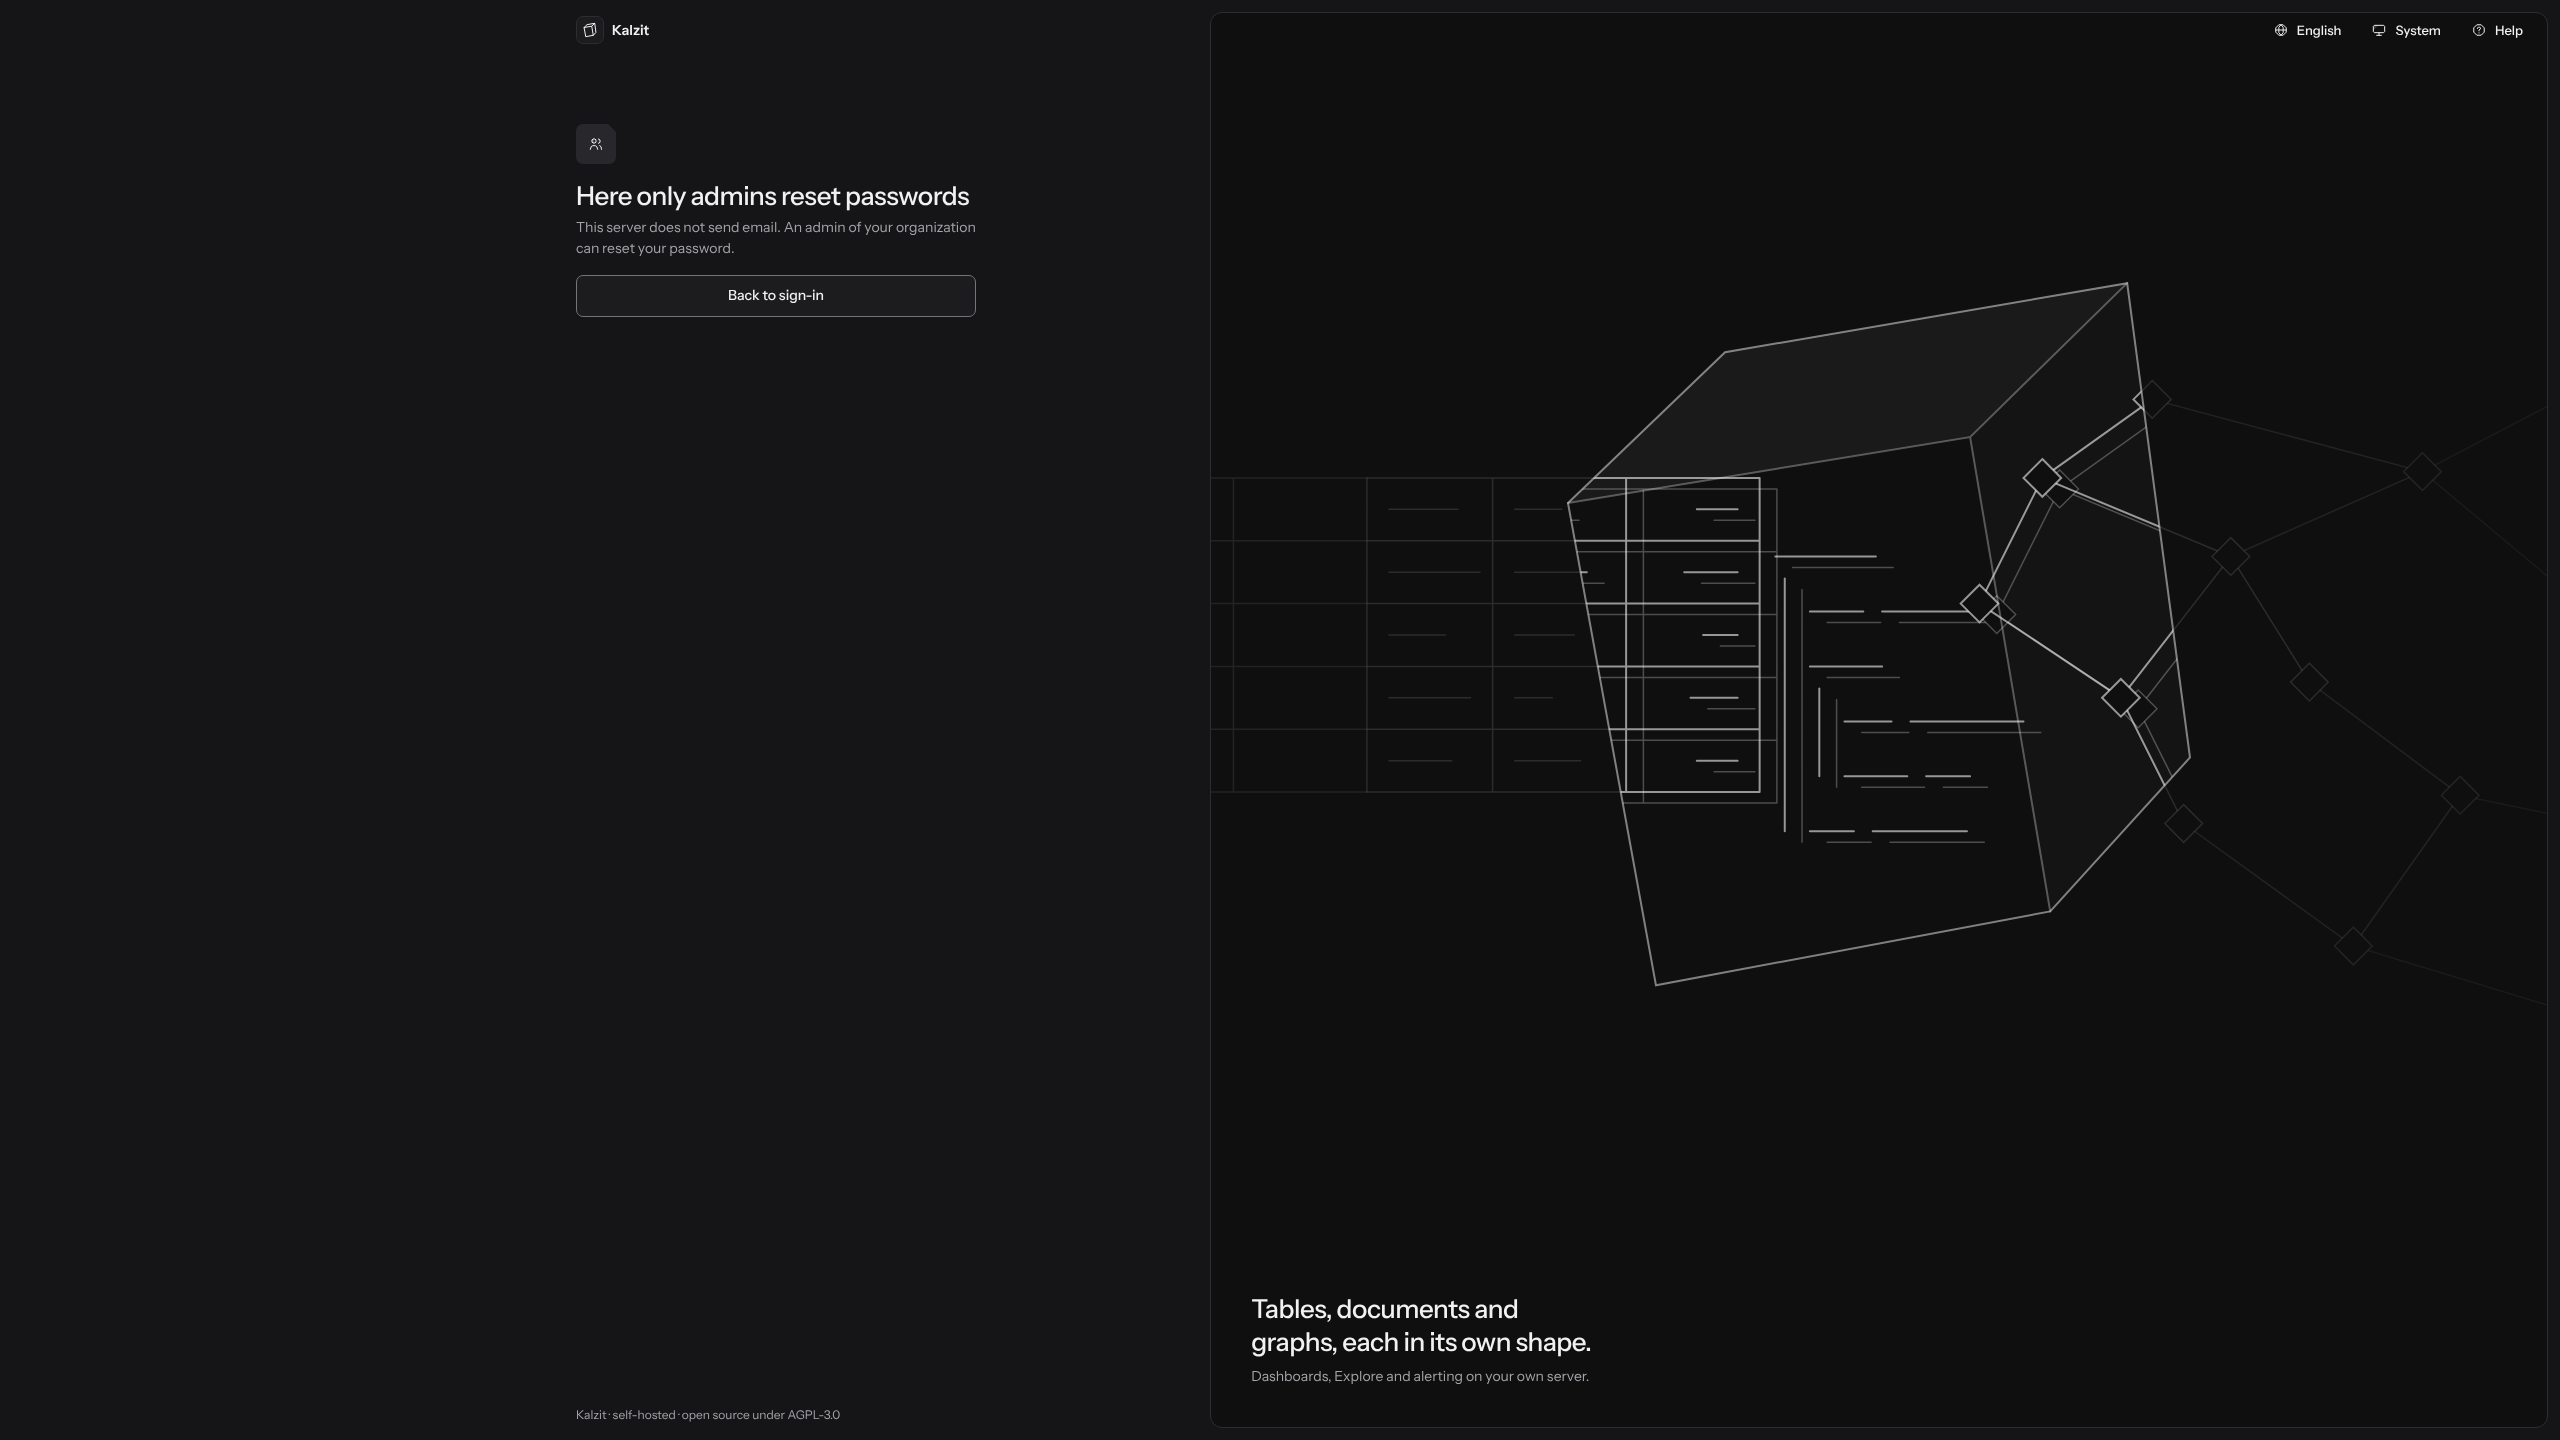 Kalzit
English
System
Help
Here only admins reset passwords
This server does not send email. An admin of your organization
can reset your password.
Back to sign-in
Tables, documents and
graphs, each in its own shape.
Dashboards, Explore and alerting on your own server.
Kalzit · self-hosted · open source under AGPL-3.0